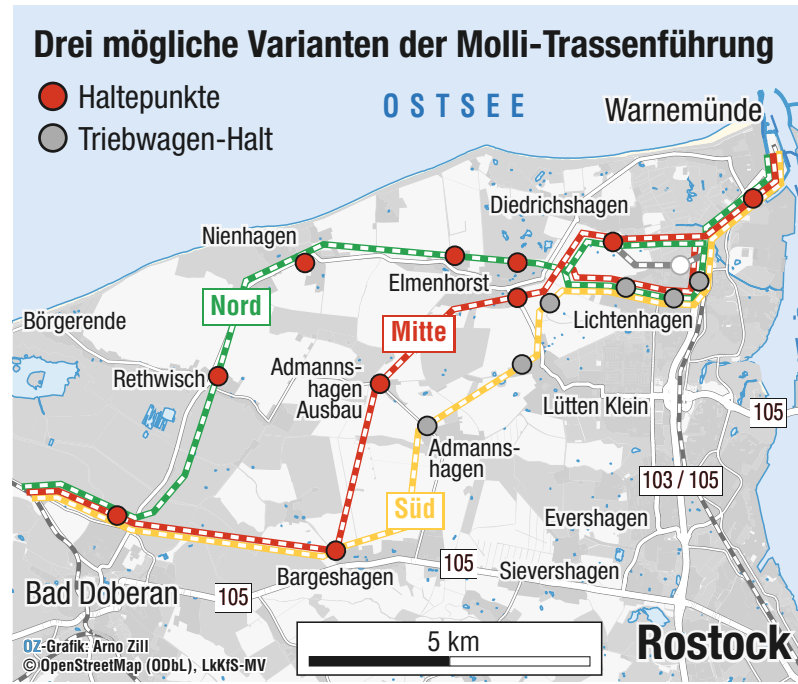 Drei mögliche Varianten der Molli-Trassenführung
Haltepunkte
Triebwagen-Halt
OSTSEE
Warnemünde
Diedrichshagen
Nienhagen
Elmenhorst
Nord
Börgerende
Mitte
Lichtenhagen
Rethwisch
Admanns-
hagen
Ausbau
Lütten Klein
105
Admanns-
hagen
103 / 105
Süd
Evershagen
Bargeshagen
105
Sievershagen
Bad Doberan
105
5 km
Rostock
OZ-Grafik: Arno Zill
© OpenStreetMap (ODbL), LkKfS-MV